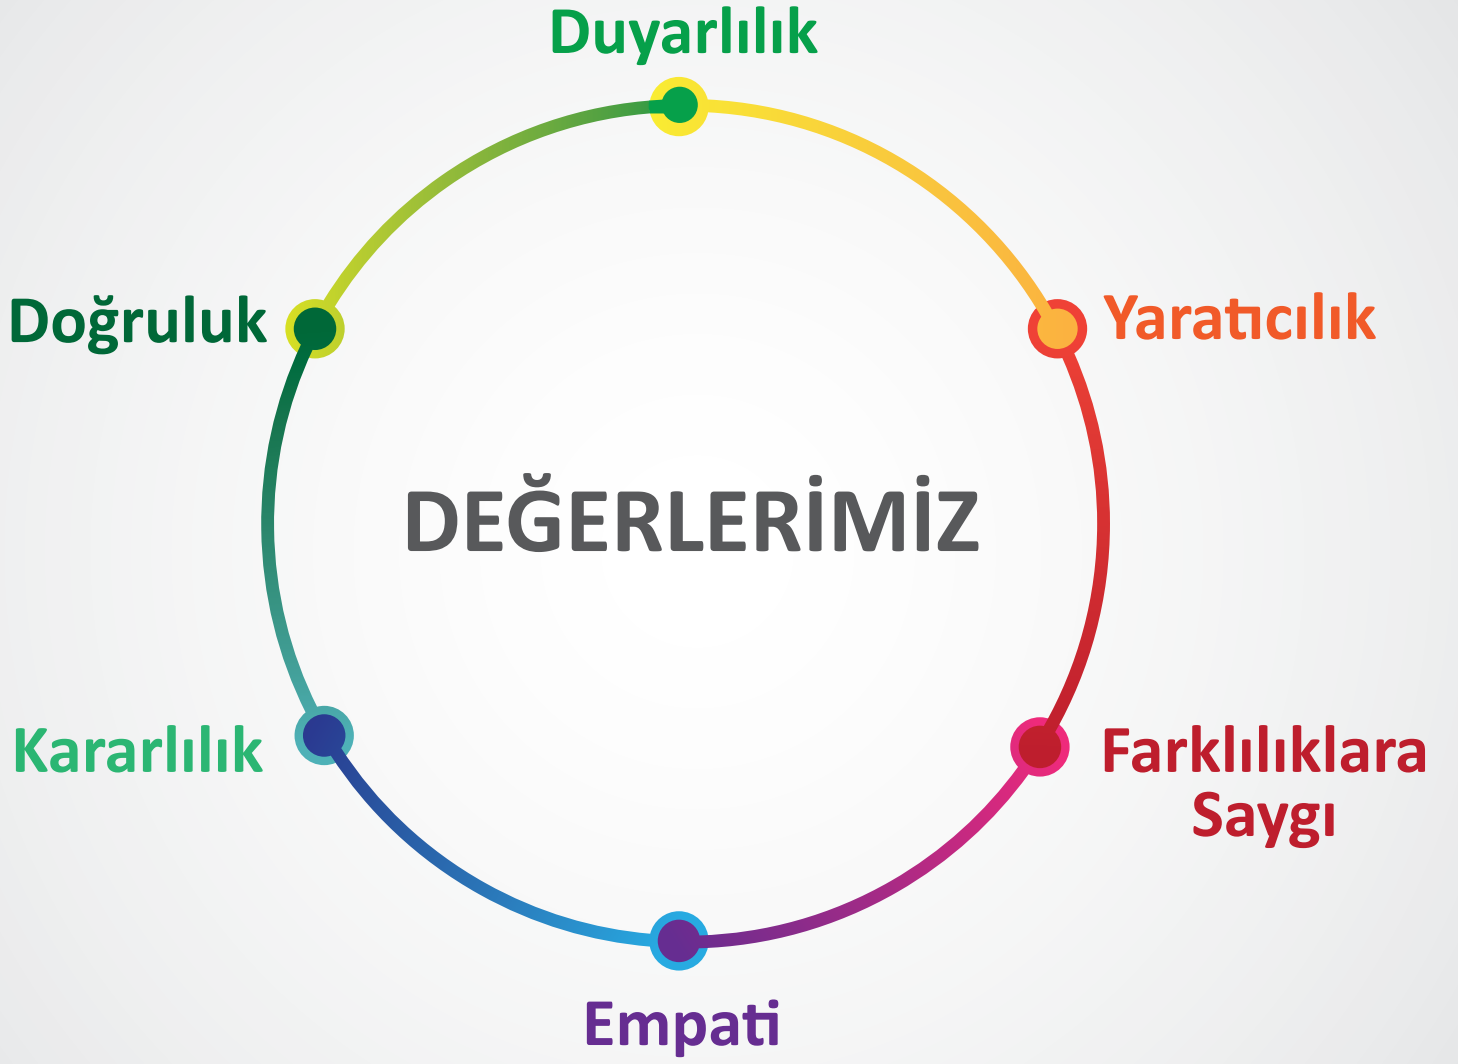 Duyarlılık
Doğruluk
Yaratıcılık
DEĞERLERİMİZ
Kararlılık
Farklılıklara
Saygı
Empati